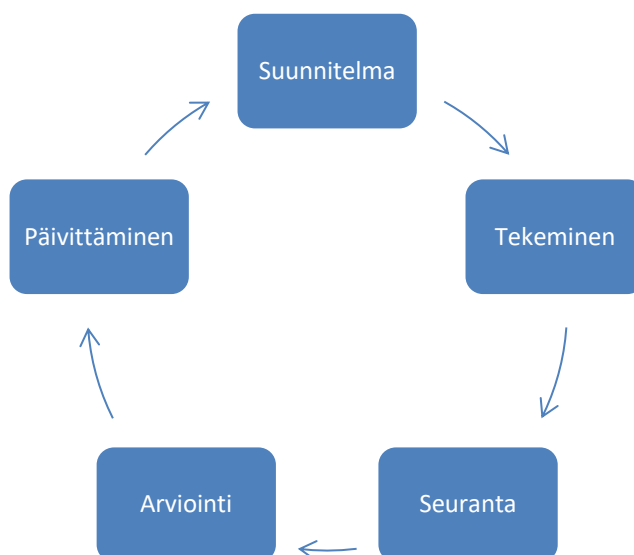 Suunnitelma
Tekeminen
Seuranta
Arviointi
Päivittäminen